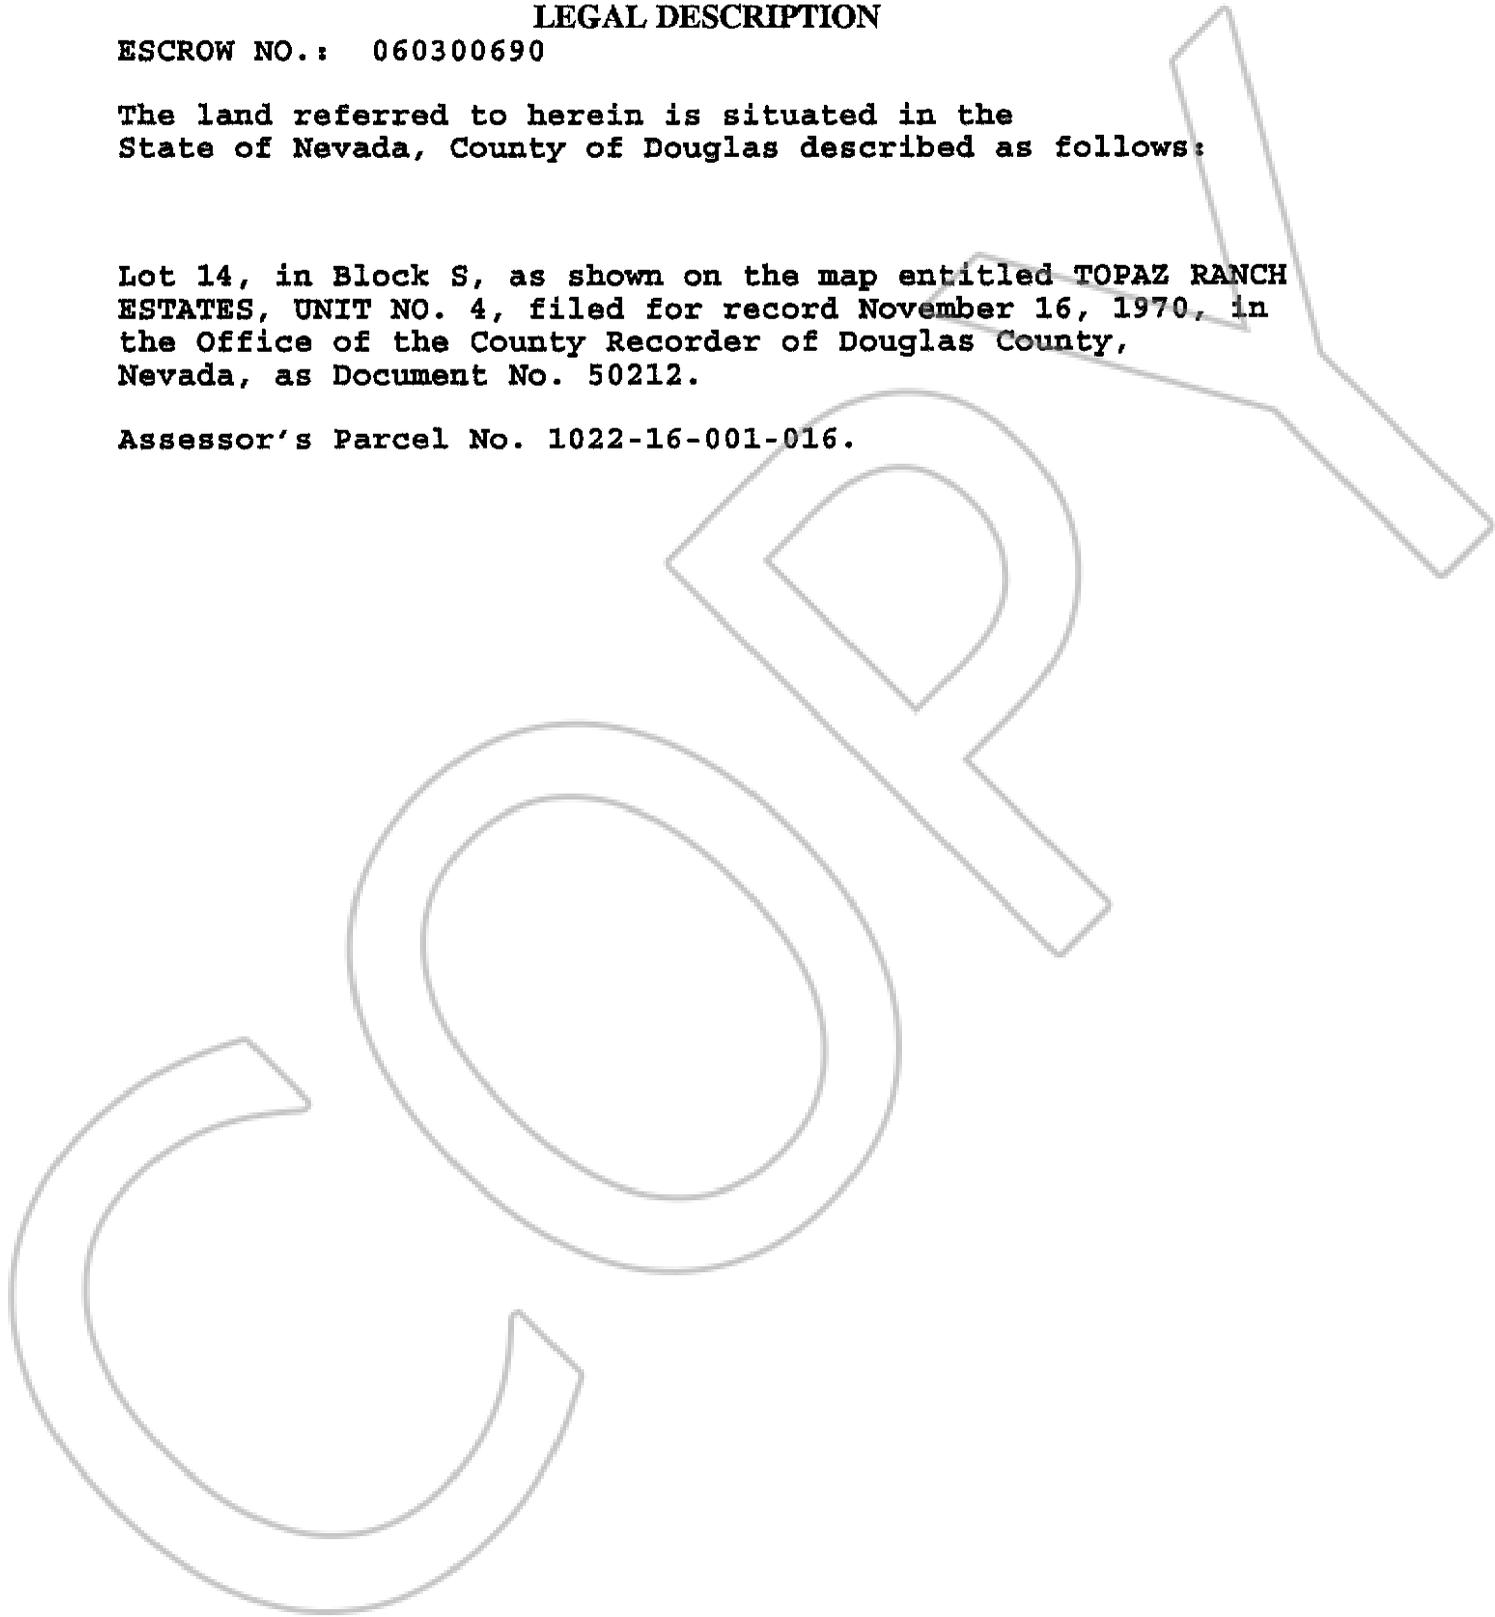 LEGAL DESCRIPTION
ESCROW NO.: 060300690
The land referred to herein is situated in the
State of Nevada, County of Douglas described as follows:
Lot 14, in Block S, as shown on the map entitled TOPAZ RANCH
ESTATES, UNIT NO. 4, filed for record November 16, 1970, in
the Office of the County Recorder of Douglas County,
Nevada, as Document No. 50212.
Assessor's Parcel No. 1022-16-001-016.
COPY